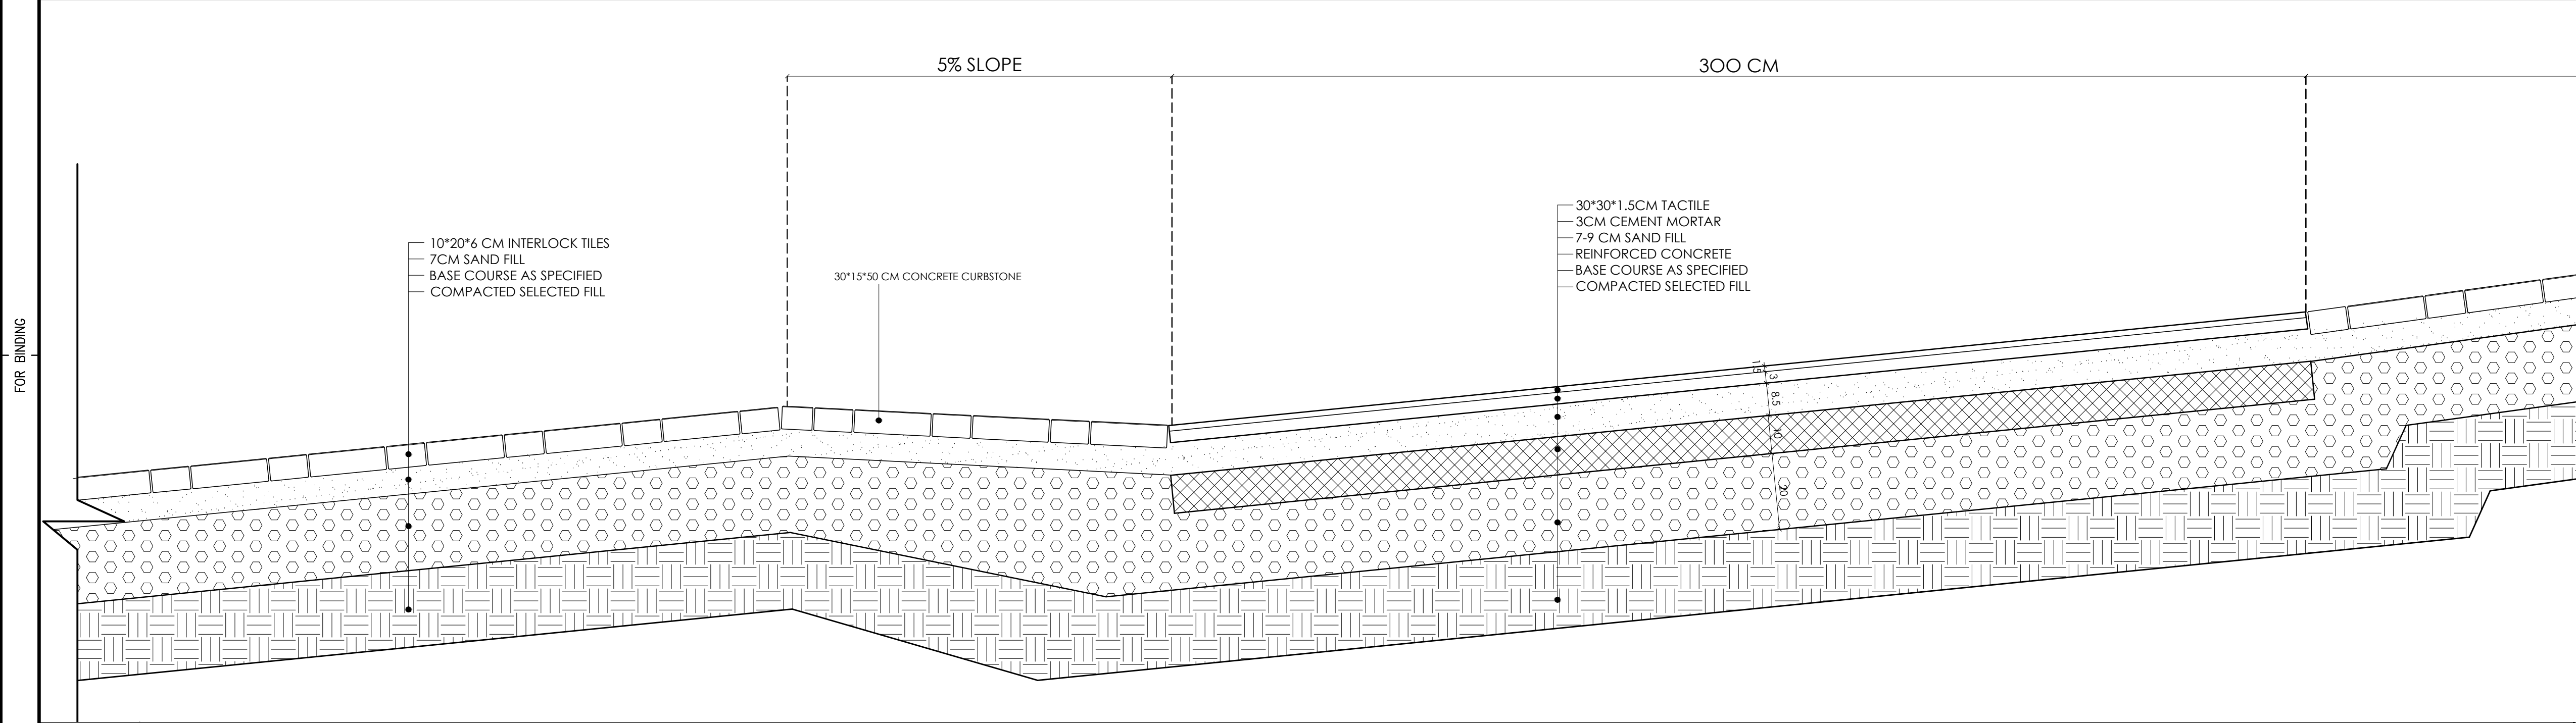 5% SLOPE
3OO CM
30*30*1.5CM TACTILE
3CM CEMENT MORTAR
7-9 CM SAND FILL
REINFORCED CONCRETE
BASE COURSE AS SPECIFIED
COMPACTED SELECTED FILL
10*20*6 CM INTERLOCK TILES
7CM SAND FILL
BASE COURSE AS SPECIFIED
COMPACTED SELECTED FILL
30*15*50 CM CONCRETE CURBSTONE
FOR BINDING
1.5
3
8.5
10
20